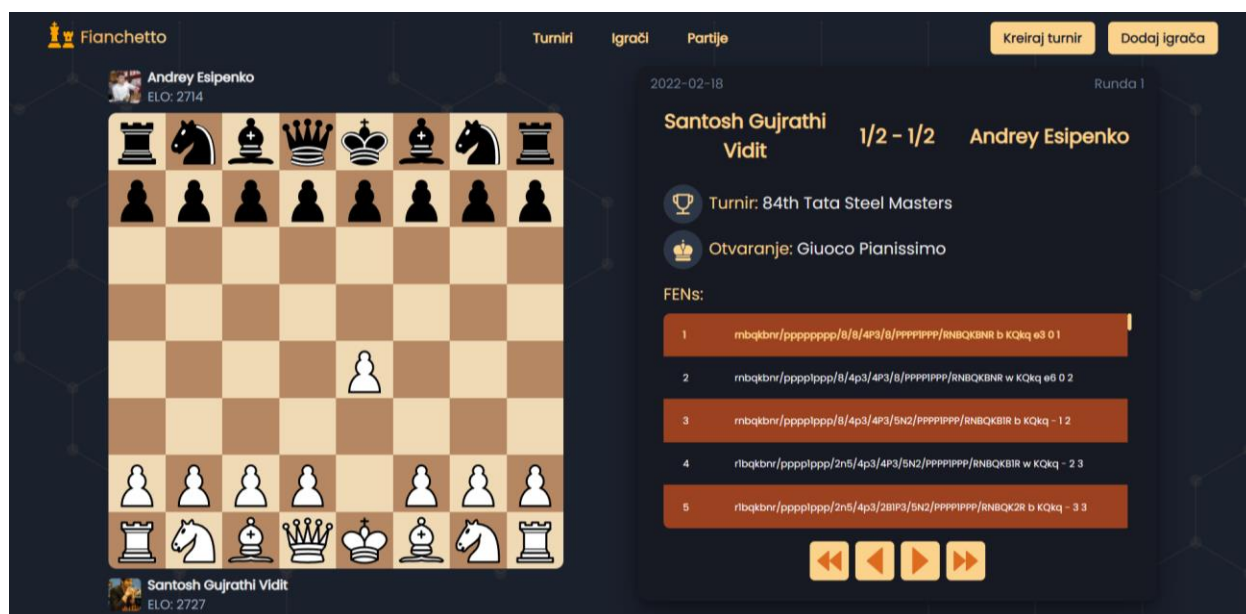 Fianchetto
Turniri Igrači Partije
Kreiraj turnir Dodaj igrača
Andrey Esipenko
ELO: 2714
2022-02-18 Runda 1
Santosh Gujrathi
Vidit
1/2 - 1/2
Andrey Esipenko
Turnir: 84th Tata Steel Masters
Otvaranje: Giuoco Pianissimo
FENs:
1 rnbqkbnr/pppppppp/8/8/4P3/8/PPPP1PPP/RNBQKBNR b KQkq e3 0 1
2 rnbqkbnr/pppp1ppp/8/4p3/4P3/8/PPPP1PPP/RNBQKBNR w KQkq e6 0 2
3 rnbqkbnr/pppp1ppp/8/4p3/4P3/5N2/PPPP1PPP/RNBQKB1R b KQkq - 1 2
4 r1bqkbnr/pppp1ppp/2n5/4p3/4P3/5N2/PPPP1PPP/RNBQKB1R w KQkq - 2 3
5 r1bqkbnr/pppp1ppp/2n5/4p3/2B1P3/5N2/PPPP1PPP/RNBQK2R b KQkq - 3 3
Santosh Gujrathi Vidit
ELO: 2727